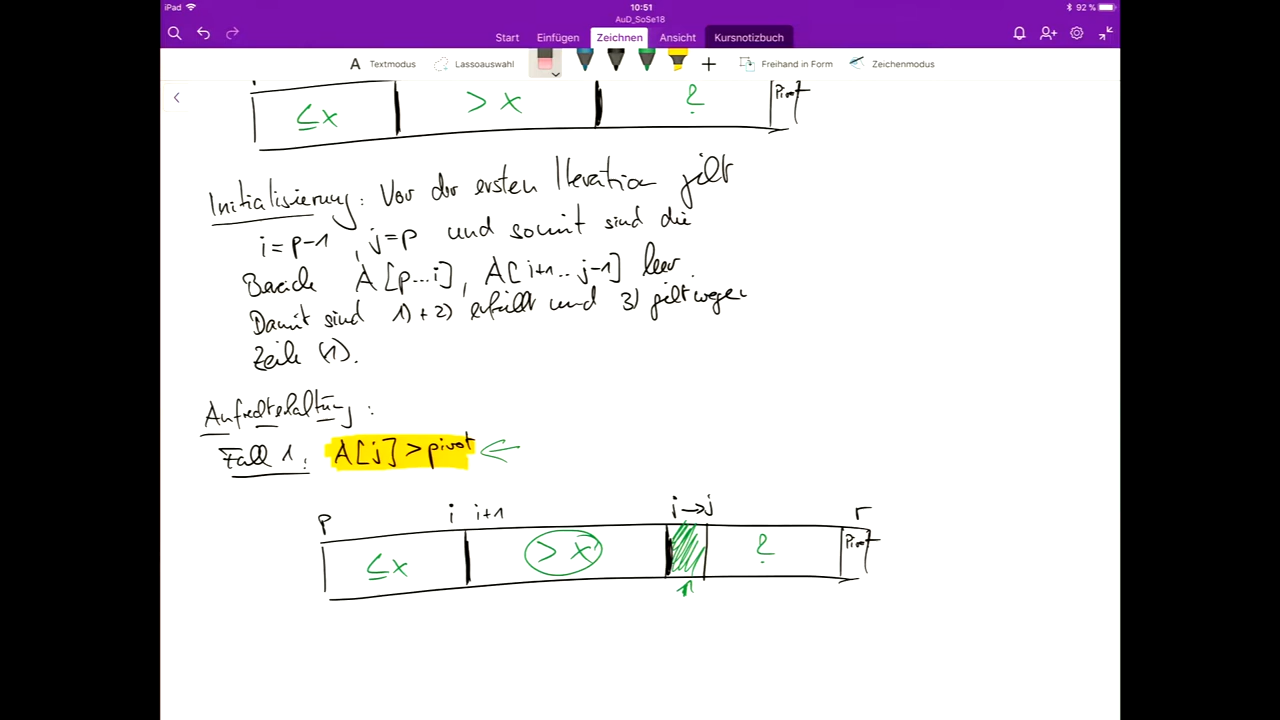 iPad 10:51 92 %
AuD_SoSe18
Start Einfügen Zeichnen Ansicht Kursnotizbuch
A Textmodus Lassoauswahl Freihand in Form Zeichenmodus
≤x > x ? Pivot
Initialisierung: Vor der ersten Iteration gilt
i=p-1, j=p und somit sind die
Bereiche A[p...i], A[i+1...j-1] leer.
Damit sind 1)+2) erfüllt und 3) gilt wegen
Zeile (1).
Aufrechterhaltung:
Fall 1: A[j]>pivot ←
p i i+1 j→j r
≤x > x ? Pivot